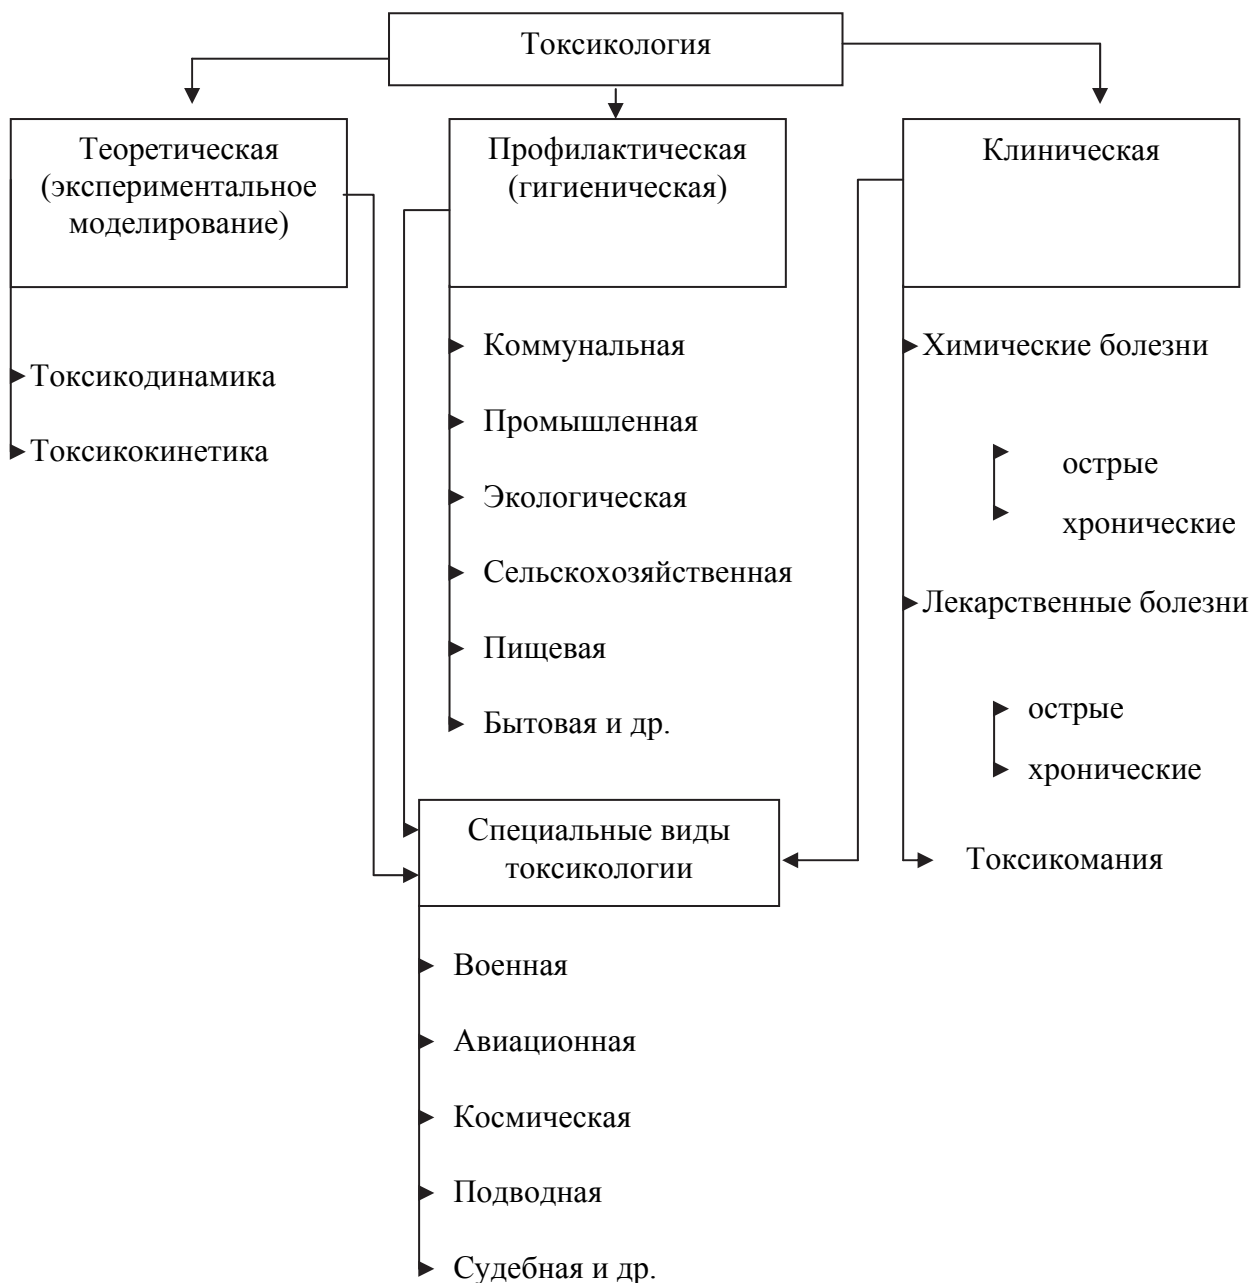 Токсикология
Теоретическая
(экспериментальное
моделирование)
Токсикодинамика
Токсикокинетика
Профилактическая
(гигиеническая)
Коммунальная
Промышленная
Экологическая
Сельскохозяйственная
Пищевая
Бытовая и др.
Клиническая
Химические болезни
острые
хронические
Лекарственные болезни
острые
хронические
Токсикомания
Специальные виды
токсикологии
Военная
Авиационная
Космическая
Подводная
Судебная и др.